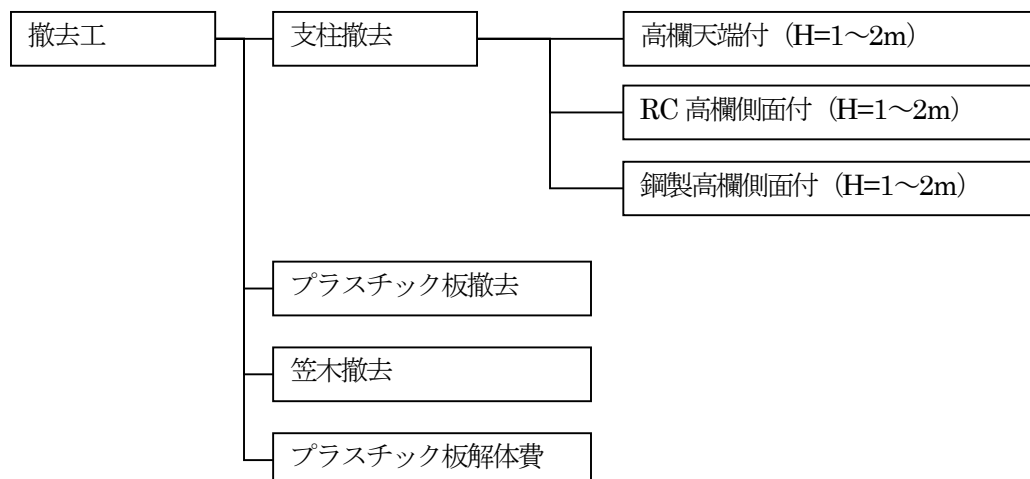 撤去工
支柱撤去
高欄天端付（H=1～2m）
RC 高欄側面付（H=1～2m）
鋼製高欄側面付（H=1～2m）
プラスチック板撤去
笠木撤去
プラスチック板解体費